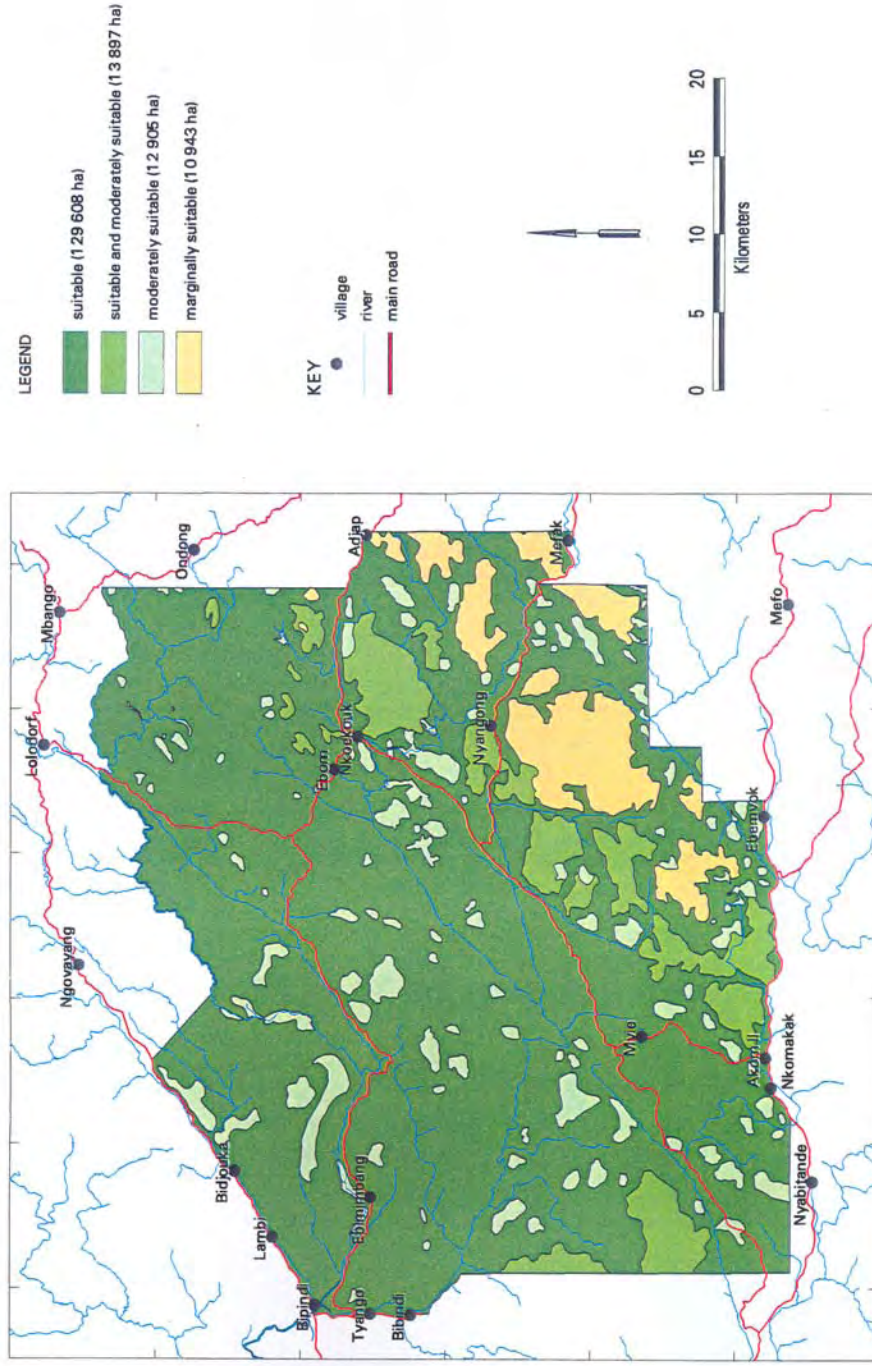 LEGEND
suitable (129 608 ha)
suitable and moderately suitable (13 897 ha)
moderately suitable (12 905 ha)
marginally suitable (10 943 ha)
KEY
village
river
main road
0 5 10 15 20
Kilometers
Lolodorf
Mbango
Ngovayang
Ondong
Bidjouka
Lambi
Bipindi
Ebom
Nkoekouk
Adjap
Tyango
Ebimimbang
Bibindi
Nyangong
Mefak
Mvie
Ebemvok
Akom II
Nkomakak
Mefo
Nyabitande